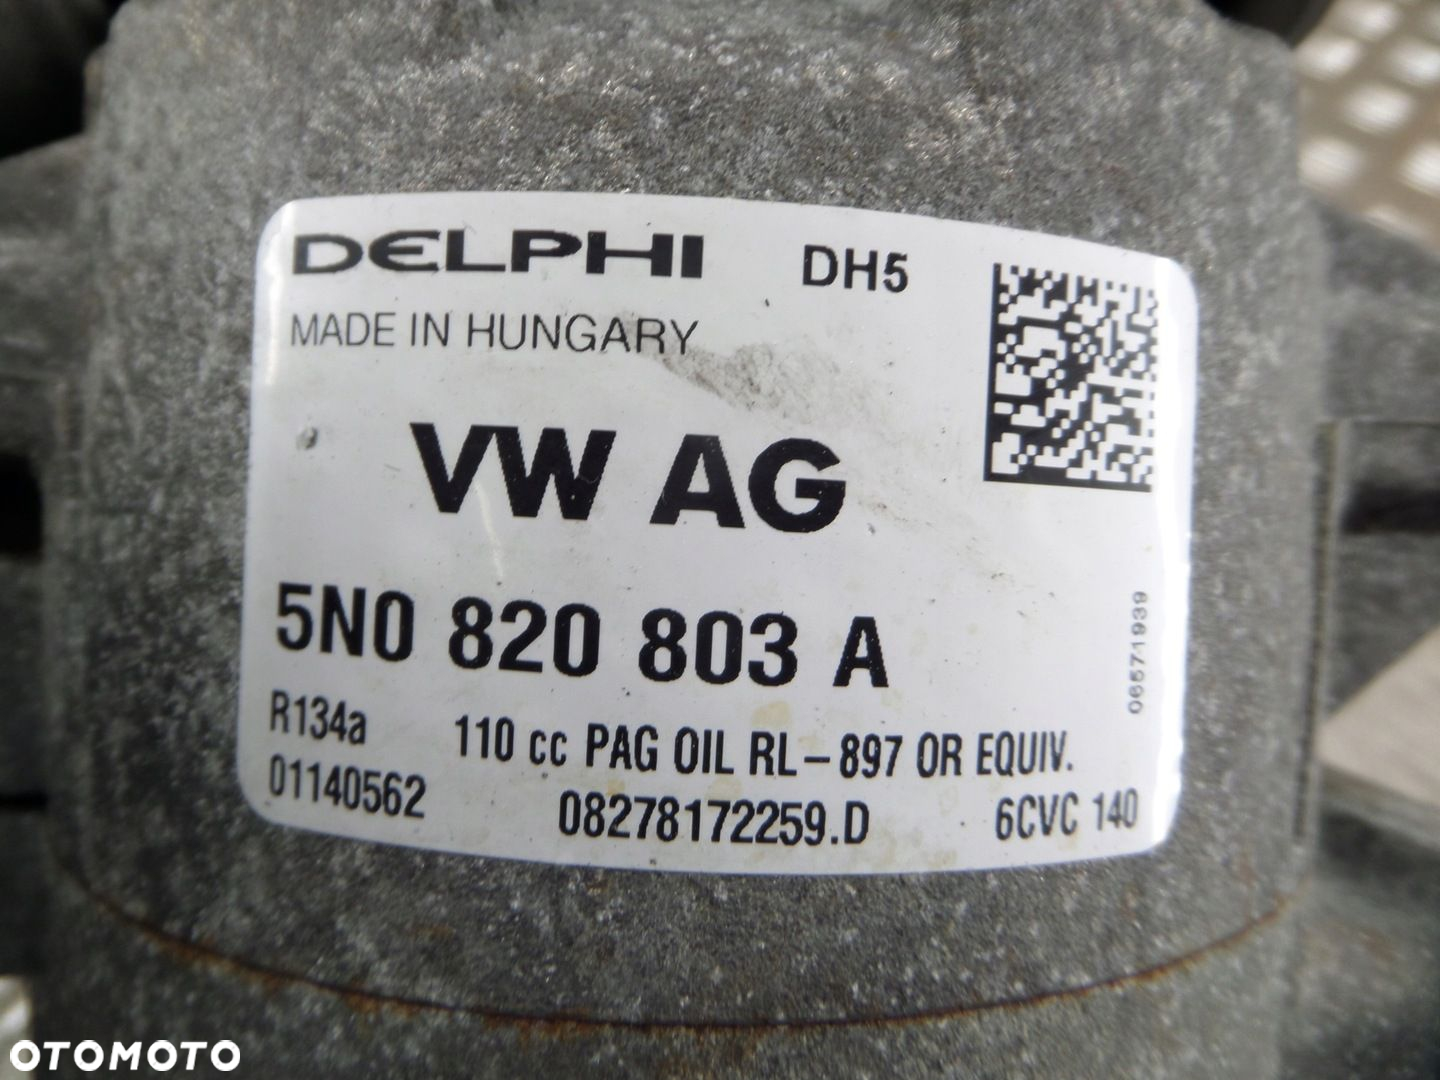 DELPHI DH5
MADE IN HUNGARY
VW AG
5N0 820 803 A
06571939
R134a 110 cc PAG OIL RL-897 OR EQUIV.
01140562 08278172259.D 6CVC 140
OTOMOTO